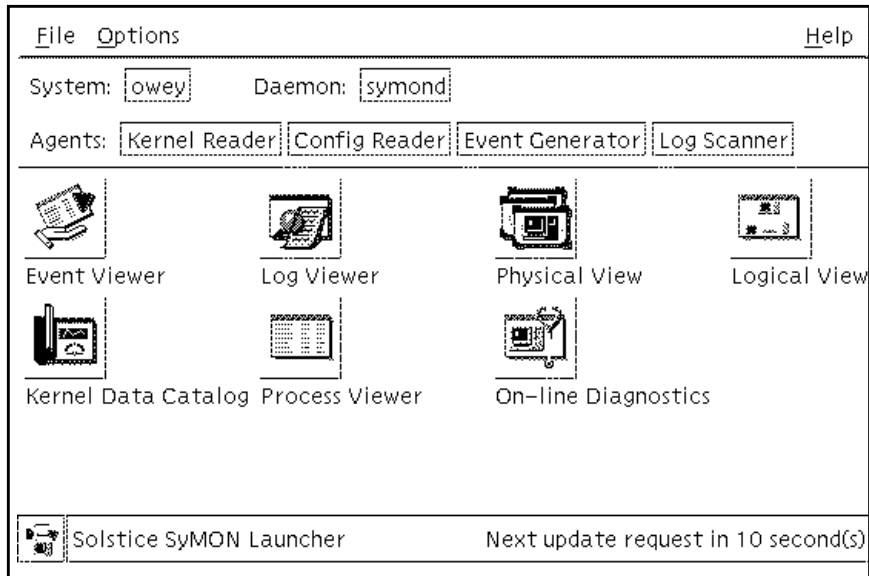 File Options Help
System: owey Daemon: symond
Agents: Kernel Reader Config Reader Event Generator Log Scanner
Event Viewer Log Viewer Physical View Logical View
Kernel Data Catalog Process Viewer On-line Diagnostics
Solstice SyMON Launcher Next update request in 10 second(s)